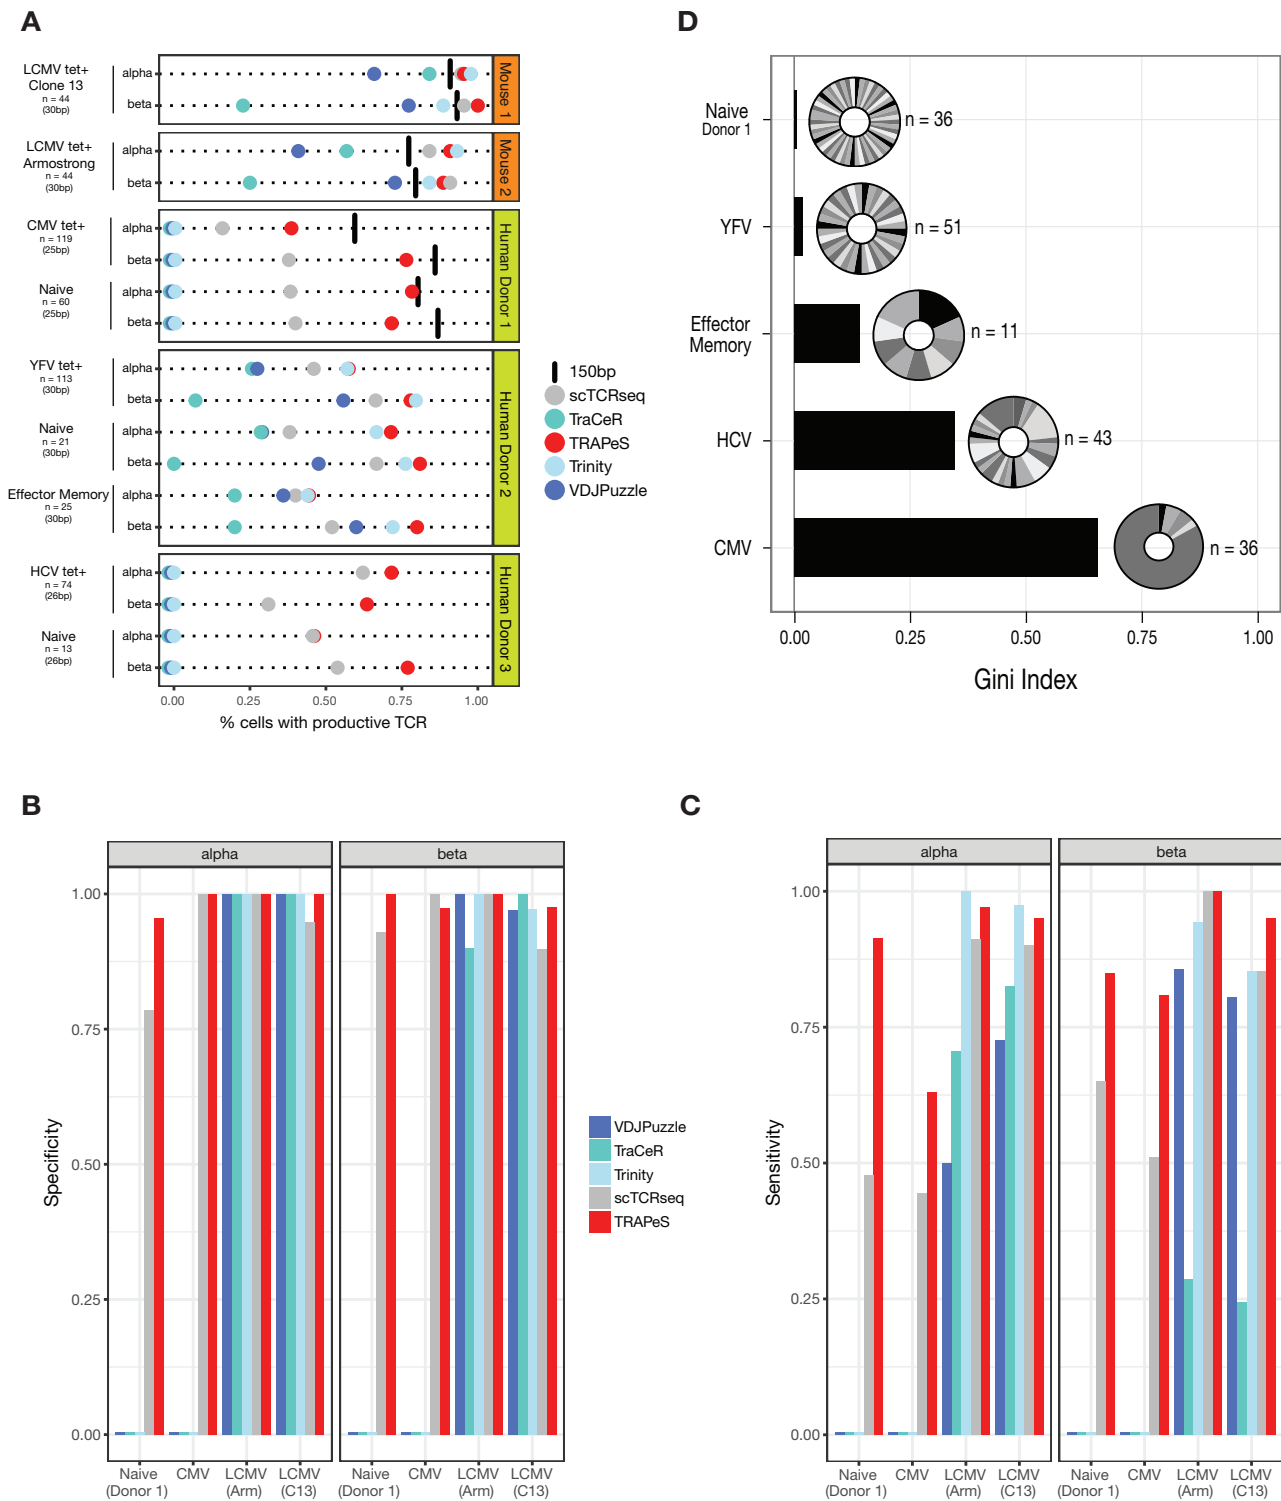 A
LCMV tet+
Clone 13
n = 44
(30bp)
alpha
beta
Mouse 1
LCMV tet+
Armostrong
n = 44
(30bp)
alpha
beta
Mouse 2
CMV tet+
n = 119
(25bp)
alpha
beta
Naive
n = 60
(25bp)
alpha
beta
Human Donor 1
YFV tet+
n = 113
(30bp)
alpha
beta
Naive
n = 21
(30bp)
alpha
beta
Effector Memory
n = 25
(30bp)
alpha
beta
Human Donor 2
HCV tet+
n = 74
(26bp)
alpha
beta
Naive
n = 13
(26bp)
alpha
beta
Human Donor 3
0.00 0.25 0.50 0.75 1.00
% cells with productive TCR
150bp
scTCRseq
TraCeR
TRAPeS
Trinity
VDJPuzzle
D
Naive
Donor 1
n = 36
YFV
n = 51
Effector
Memory
n = 11
HCV
n = 43
CMV
n = 36
0.00 0.25 0.50 0.75 1.00
Gini Index
B
alpha beta
1.00
0.75
0.50
0.25
0.00
Specificity
Naive CMV LCMV LCMV Naive CMV LCMV LCMV
(Donor 1) (Arm) (C13) (Donor 1) (Arm) (C13)
VDJPuzzle
TraCeR
Trinity
scTCRseq
TRAPeS
C
alpha beta
1.00
0.75
0.50
0.25
0.00
Sensitivity
Naive CMV LCMV LCMV Naive CMV LCMV LCMV
(Donor 1) (Arm) (C13) (Donor 1) (Arm) (C13)